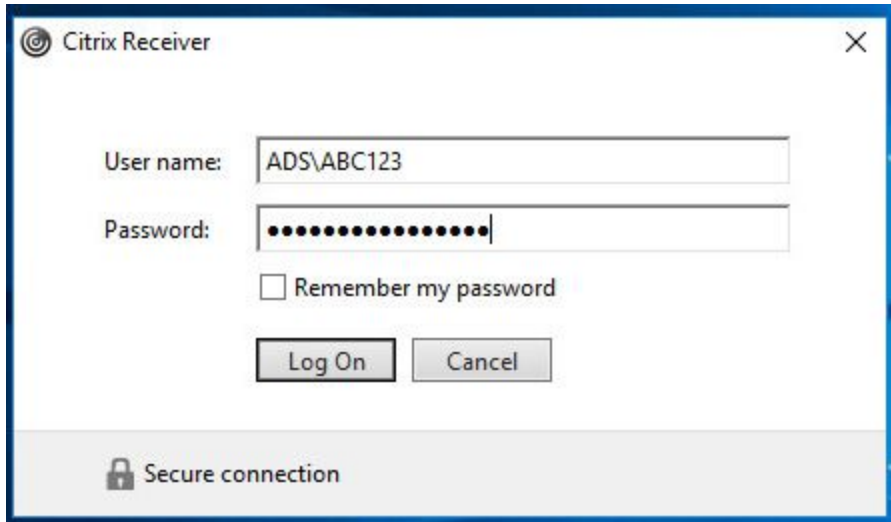 Citrix Receiver
User name: ADS\ABC123
Password: ••••••••••••••••
Remember my password
Log On Cancel
Secure connection